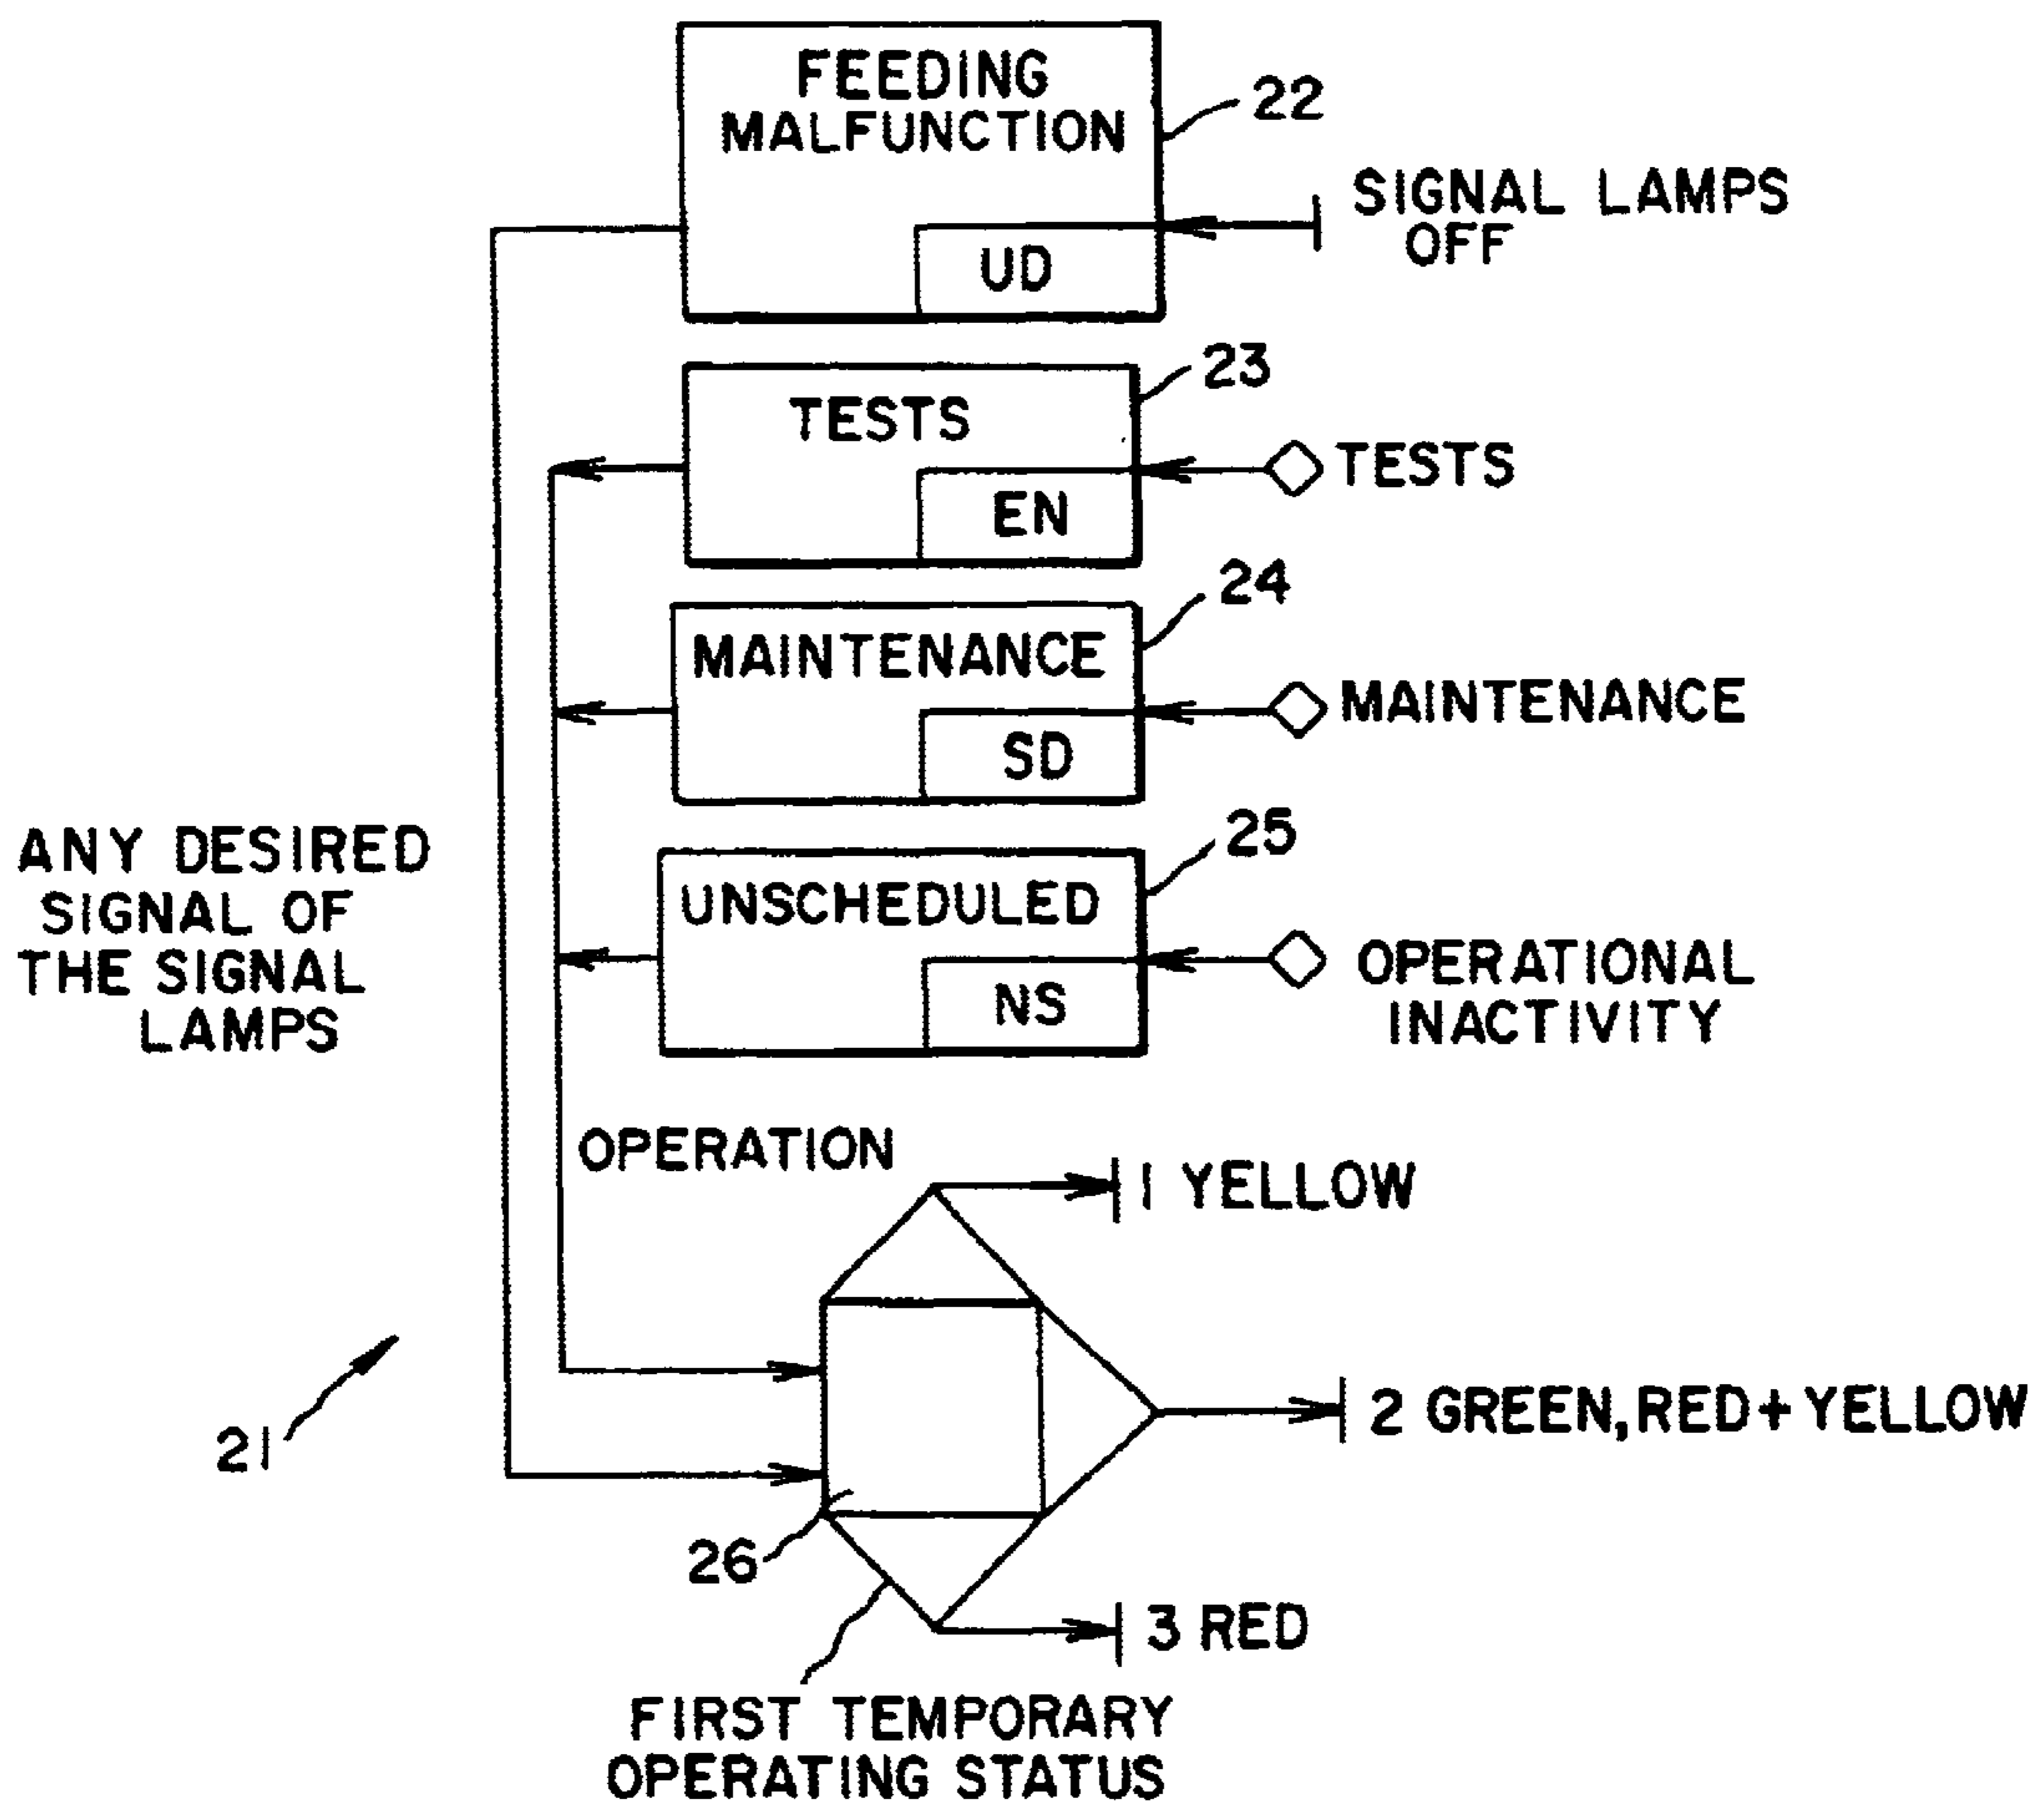 FEEDING
MALFUNCTION
22
SIGNAL LAMPS
OFF
UD
23
TESTS
TESTS
EN
24
MAINTENANCE
MAINTENANCE
SD
25
ANY DESIRED
SIGNAL OF
THE SIGNAL
LAMPS
UNSCHEDULED
OPERATIONAL
INACTIVITY
NS
OPERATION
1 YELLOW
2 GREEN, RED + YELLOW
21
26
3 RED
FIRST TEMPORARY
OPERATING STATUS